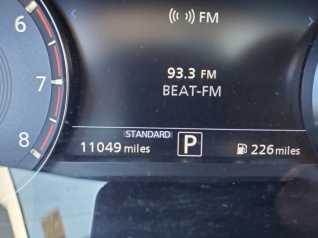 6
7
8
FM
93.3 FM
BEAT-FM
STANDARD
11049 miles
P
226 miles